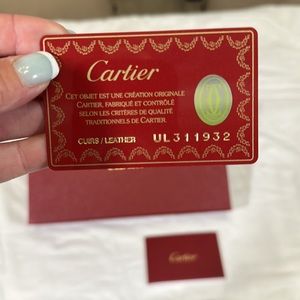 Cartier
CET OBJET EST UNE CRÉATION ORIGINALE
CARTIER, FABRIQUÉ ET CONTRÔLÉ
SELON LES CRITÈRES DE QUALITÉ
TRADITIONNELS DE CARTIER.
CUIRS / LEATHER UL311932
Cartier